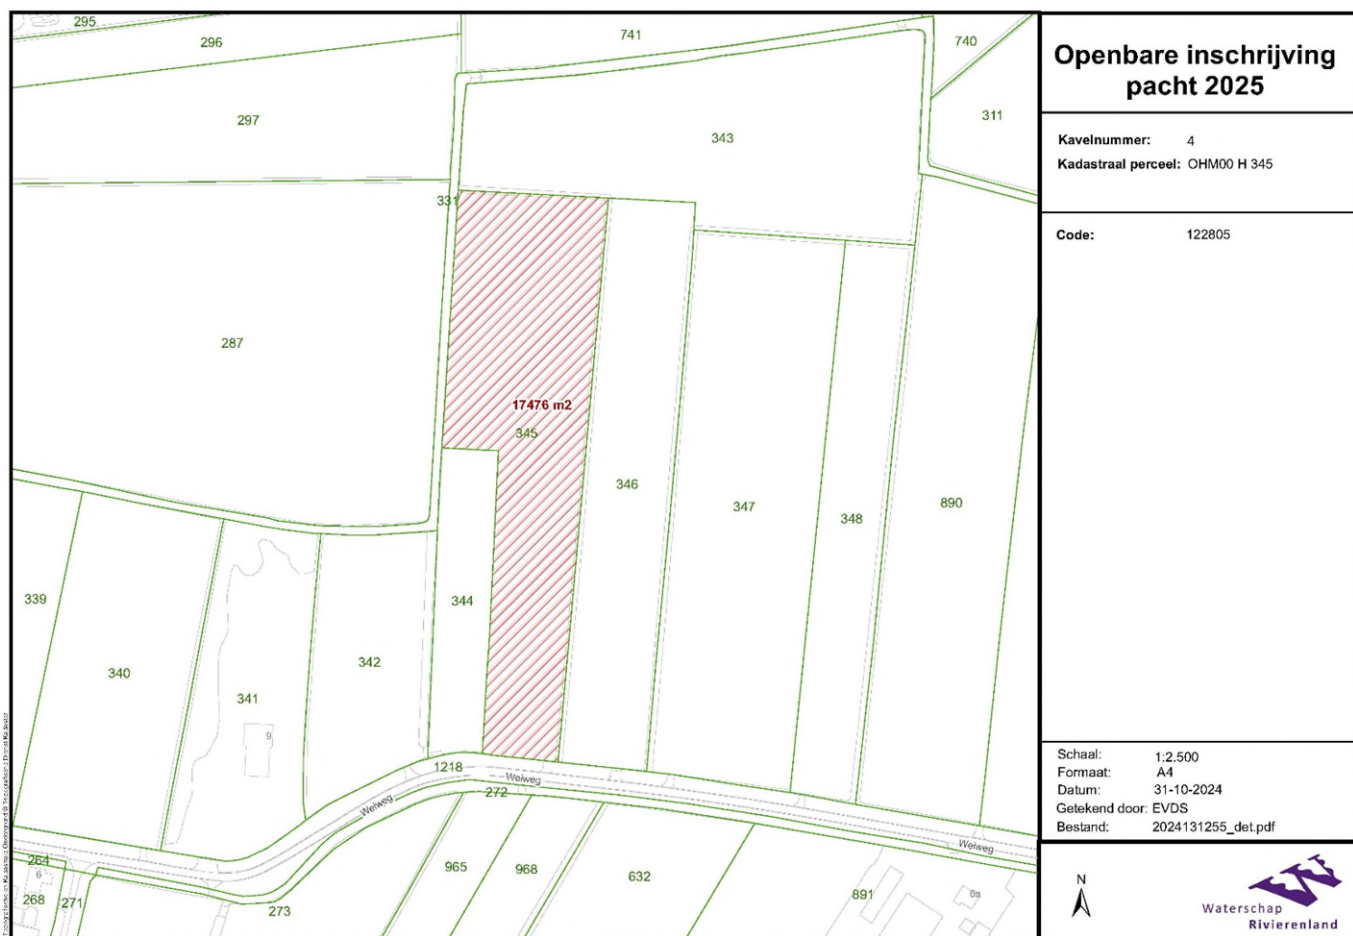 295
296
741
740
297
343
311
331
287
17476 m2
345
346
347
348
890
339
344
340
342
341
9
1218
Weiweg
272
Weiweg
Weiweg
264
6
268
271
273
965
968
632
891
8a
Openbare inschrijving
pacht 2025
Kavelnummer: 4
Kadastraal perceel: OHM00 H 345
Code: 122805
Schaal: 1:2.500
Formaat: A4
Datum: 31-10-2024
Getekend door: EVDS
Bestand: 2024131255_det.pdf
N
Waterschap
Rivierenland